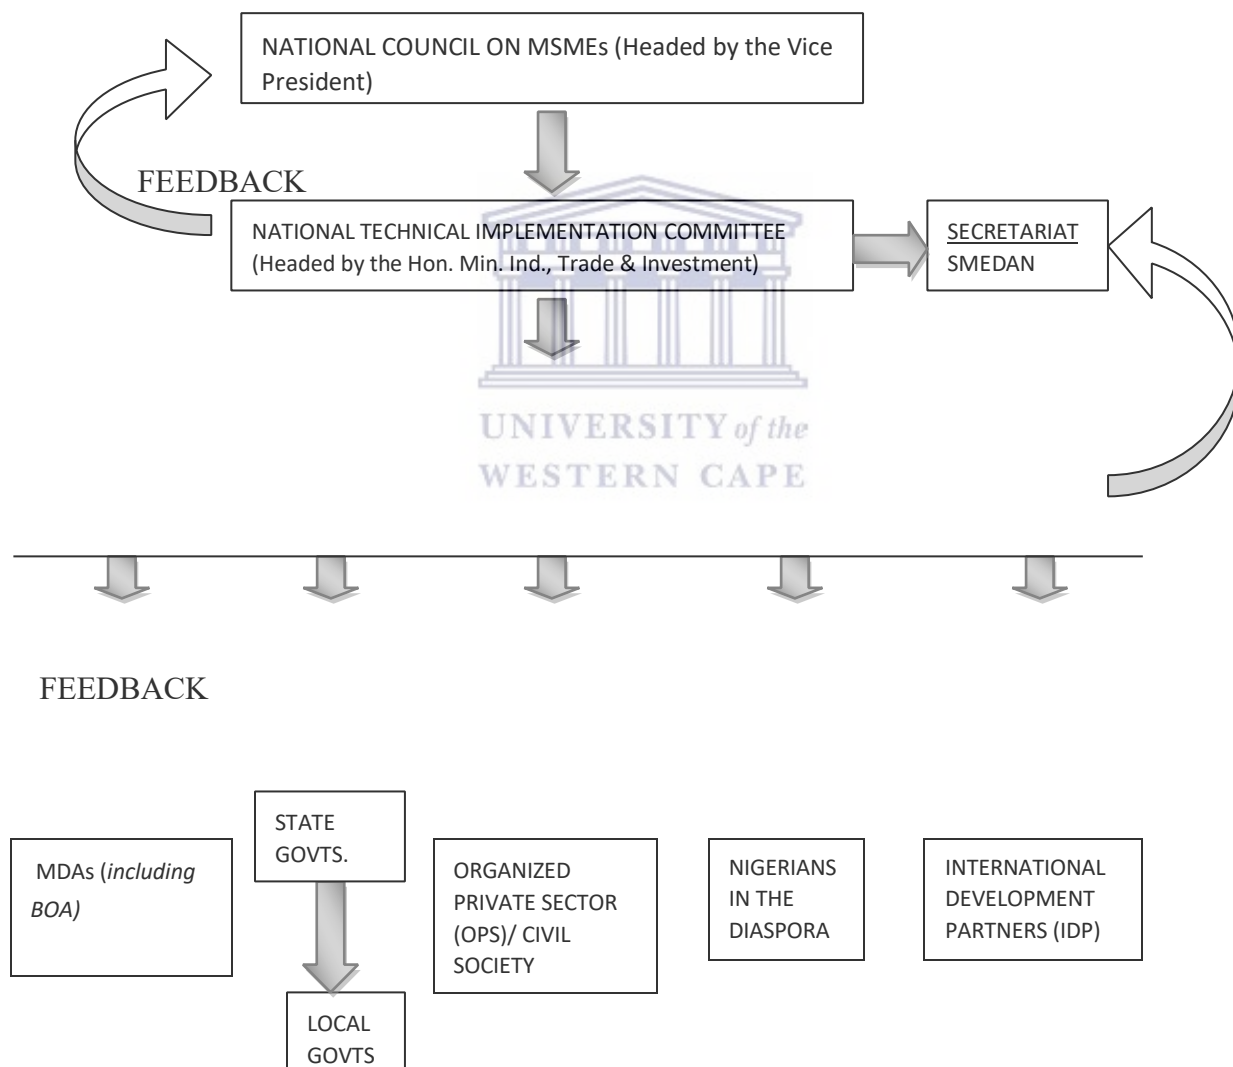 NATIONAL COUNCIL ON MSMEs (Headed by the Vice
President)
FEEDBACK
NATIONAL TECHNICAL IMPLEMENTATION COMMITTEE
(Headed by the Hon. Min. Ind., Trade & Investment)
SECRETARIAT
SMEDAN
UNIVERSITY of the
WESTERN CAPE
FEEDBACK
MDAs (including
BOA)
STATE
GOVTS.
LOCAL
GOVTS
ORGANIZED
PRIVATE SECTOR
(OPS)/ CIVIL
SOCIETY
NIGERIANS
IN THE
DIASPORA
INTERNATIONAL
DEVELOPMENT
PARTNERS (IDP)